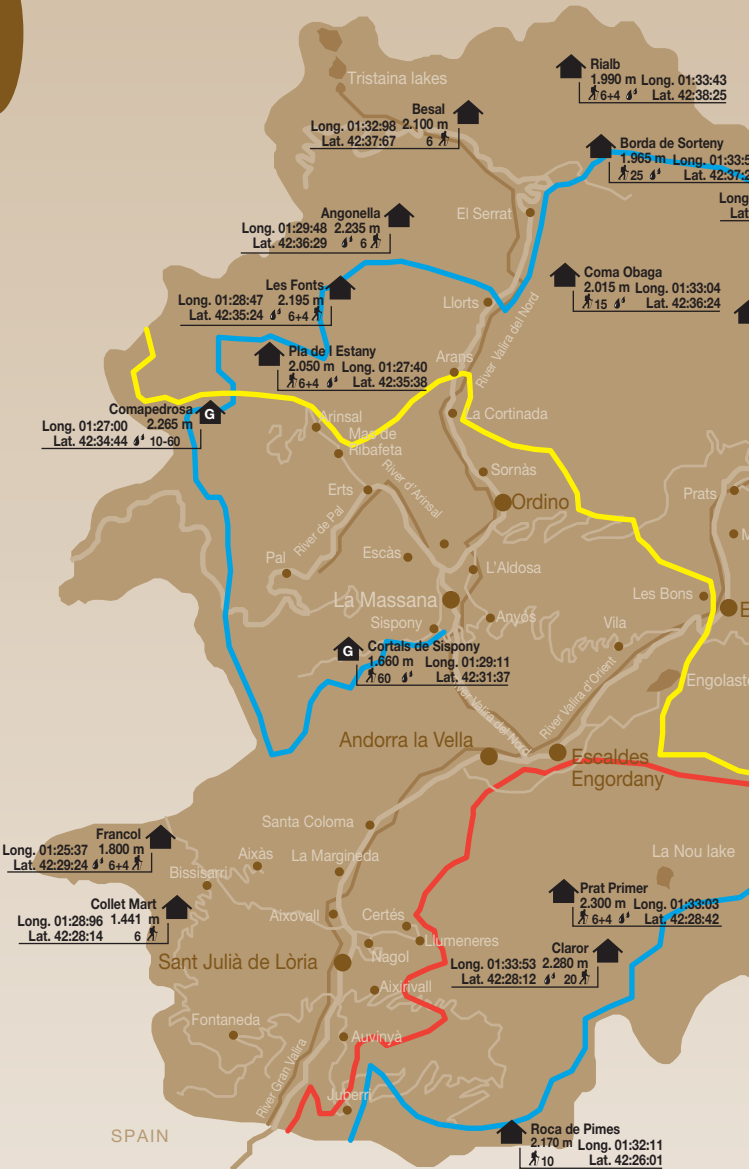 Tristaina lakes
Rialb
1.990 m Long. 01:33:43
6+4 Lat. 42:38:25
Besal
Long. 01:32:98 2.100 m
Lat. 42:37:67 6
Borda de Sorteny
1.965 m Long. 01:33:5
25 Lat. 42:37:2
Long
Lat
Angonella
Long. 01:29:48 2.235 m
Lat. 42:36:29 6
El Serrat
Les Fonts
Long. 01:28:47 2.195 m
Lat. 42:35:24 6+4
Coma Obaga
2.015 m Long. 01:33:04
15 Lat. 42:36:24
Llorts
River Valira del Nord
Pla de l Estany
2.050 m Long. 01:27:40
6+4 Lat. 42:35:38
Arans
Comapedrosa
G
Long. 01:27:00 2.265 m
Lat. 42:34:44 10-60
Arinsal
La Cortinada
Mas de
Ribafeta
Sornàs
River d'Arinsal
Erts
Prats
Ordino
River de Pal
M
Escàs
Pal
L'Aldosa
La Massana
Les Bons
E
Anyós
Sispony
Vila
G
Cortals de Sispony
1.660 m Long. 01:29:11
60 Lat. 42:31:37
River Valira del Nord
River Valira d'Orient
Engolast
Andorra la Vella
Escaldes
Engordany
Santa Coloma
Francol
Long. 01:25:37 1.800 m
Lat. 42:29:24 6+4
Aixàs
La Margineda
La Nou lake
Bissisarri
Prat Primer
2.300 m Long. 01:33:03
6+4 Lat. 42:28:42
Collet Mart
Long. 01:28:96 1.441 m
Lat. 42:28:14 6
Aixovall
Certés
Llumeneres
Nagol
Claror
Long. 01:33:53 2.280 m
Lat. 42:28:12 20
Sant Julià de Lòria
Aixirivall
Fontaneda
Auvinyà
River Gran Valira
Juberri
SPAIN
Roca de Pimes
2.170 m Long. 01:32:11
10 Lat. 42:26:01